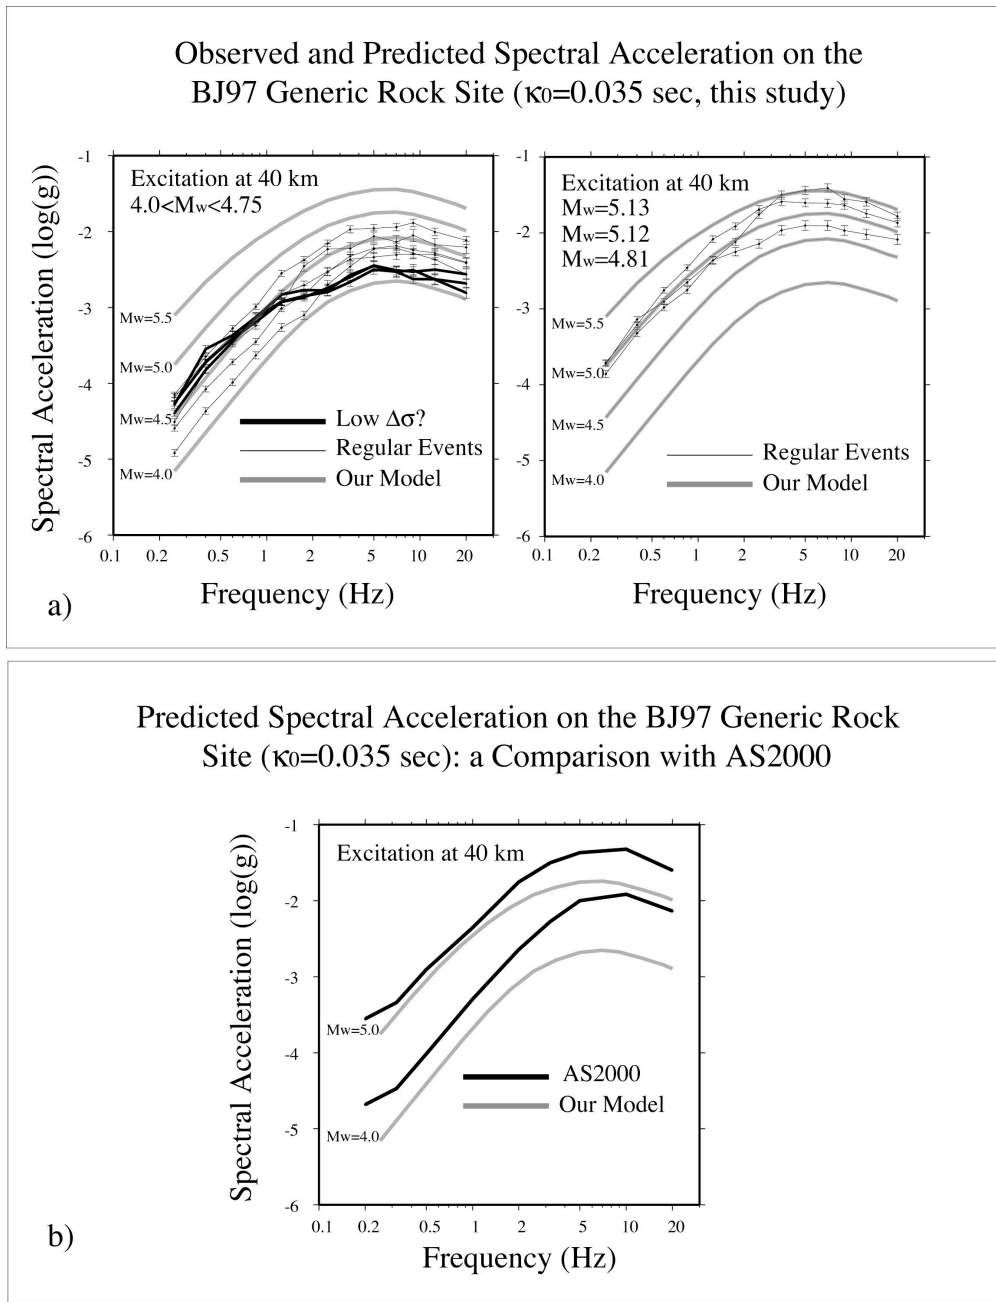 Observed and Predicted Spectral Acceleration on the
BJ97 Generic Rock Site (κ0=0.035 sec, this study)
Spectral Acceleration (log(g))
-1
-2
-3
-4
-5
-6
Excitation at 40 km
4.0<Mw<4.75
Mw=5.5
Mw=5.0
Mw=4.5
Mw=4.0
Low Δσ?
Regular Events
Our Model
0.1 0.2 0.5 1 2 5 10 20
Frequency (Hz)
-1
-2
-3
-4
-5
-6
Excitation at 40 km
Mw=5.13
Mw=5.12
Mw=4.81
Mw=5.5
Mw=5.0
Mw=4.5
Mw=4.0
Regular Events
Our Model
0.1 0.2 0.5 1 2 5 10 20
Frequency (Hz)
a)
Predicted Spectral Acceleration on the BJ97 Generic Rock
Site (κ0=0.035 sec): a Comparison with AS2000
Spectral Acceleration (log(g))
-1
-2
-3
-4
-5
-6
Excitation at 40 km
Mw=5.0
Mw=4.0
AS2000
Our Model
0.1 0.2 0.5 1 2 5 10 20
Frequency (Hz)
b)